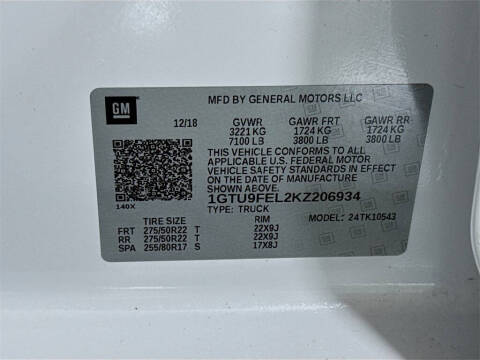 GM
MFD BY GENERAL MOTORS LLC
12/18 GVWR GAWR FRT GAWR RR
3221 KG 1724 KG 1724 KG
7100 LB 3800 LB 3800 LB
THIS VEHICLE CONFORMS TO ALL
APPLICABLE U.S. FEDERAL MOTOR
VEHICLE SAFETY STANDARDS IN EFFECT
ON THE DATE OF MANUFACTURE
SHOWN ABOVE.
1GTU9FEL2KZ206934
140X TYPE: TRUCK MODEL: 24TK10543
TIRE SIZE RIM
FRT 275/50R22 T 22X9J
RR 275/50R22 T 22X9J
SPA 255/80R17 S 17X8J